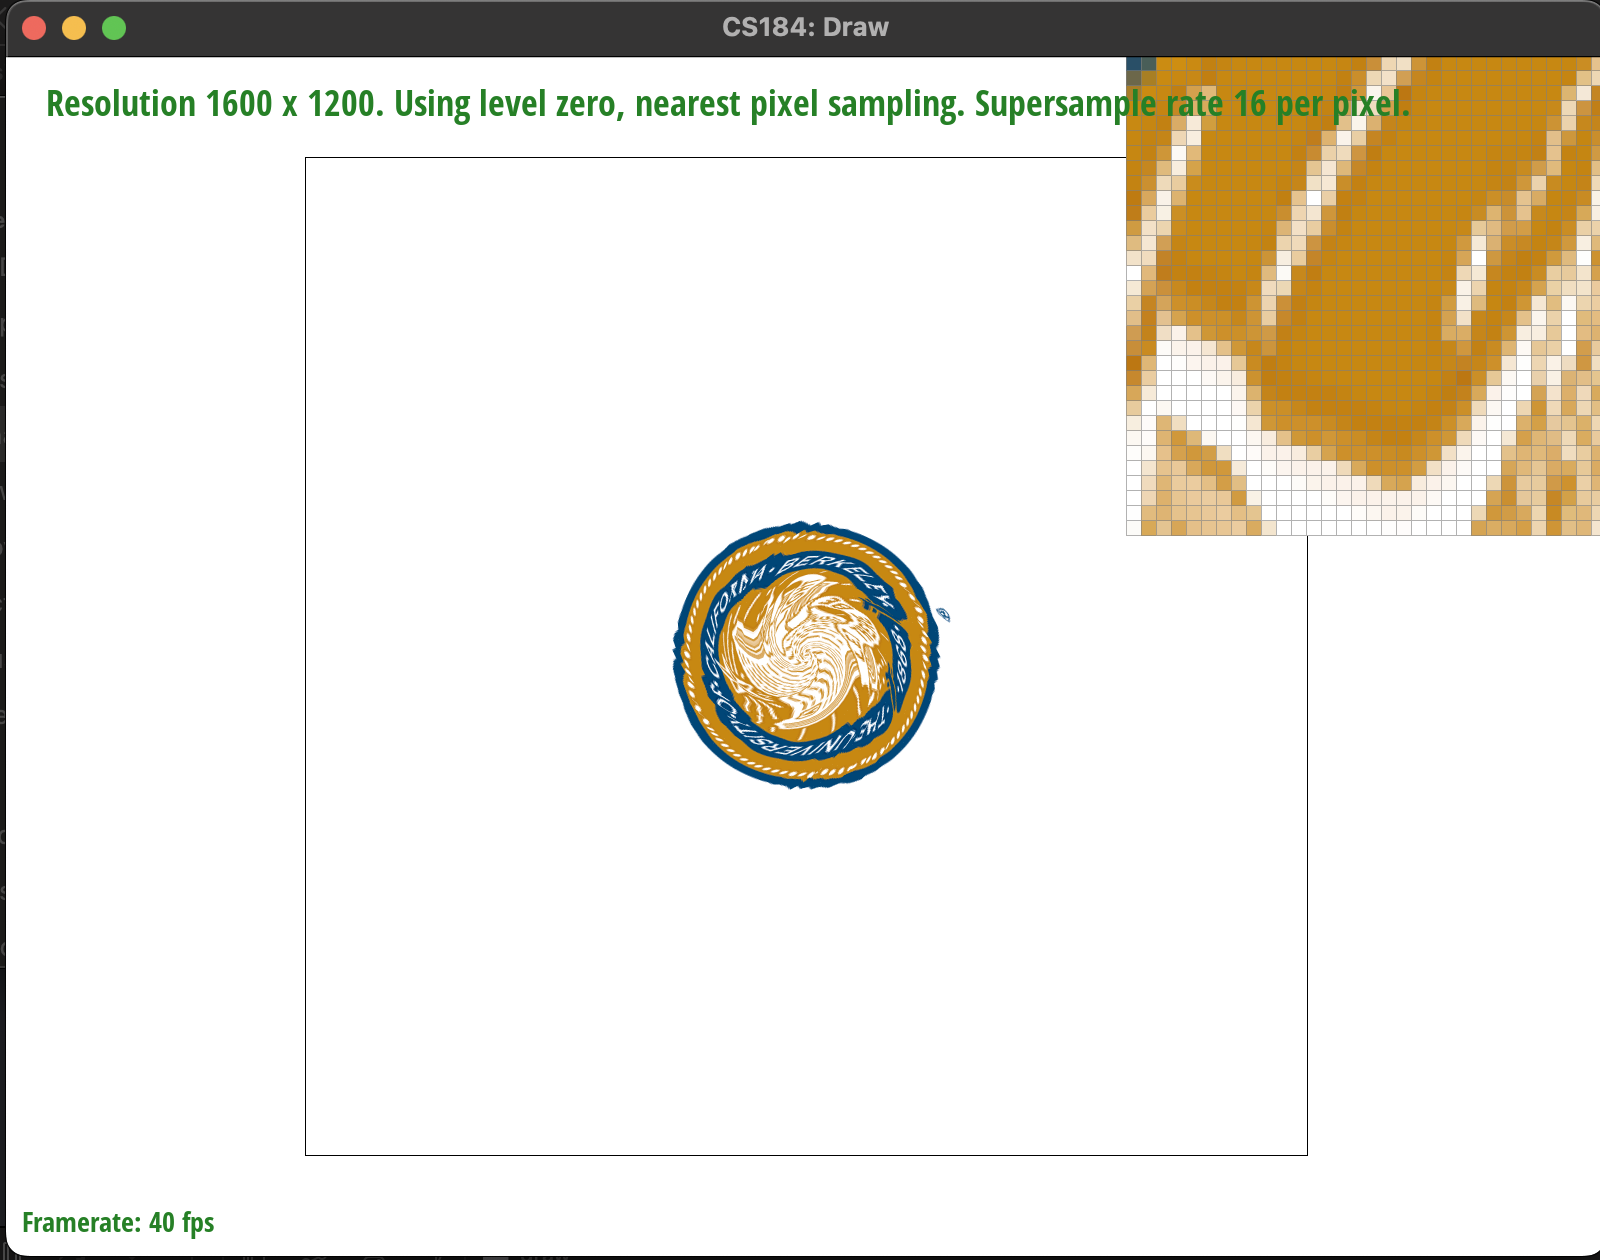 CS184: Draw
Resolution 1600 x 1200. Using level zero, nearest pixel sampling. Supersample rate 16 per pixel.
CALIFORNIA · BERKELEY
·1868·
·THE UNIVERSITY OF
Framerate: 40 fps